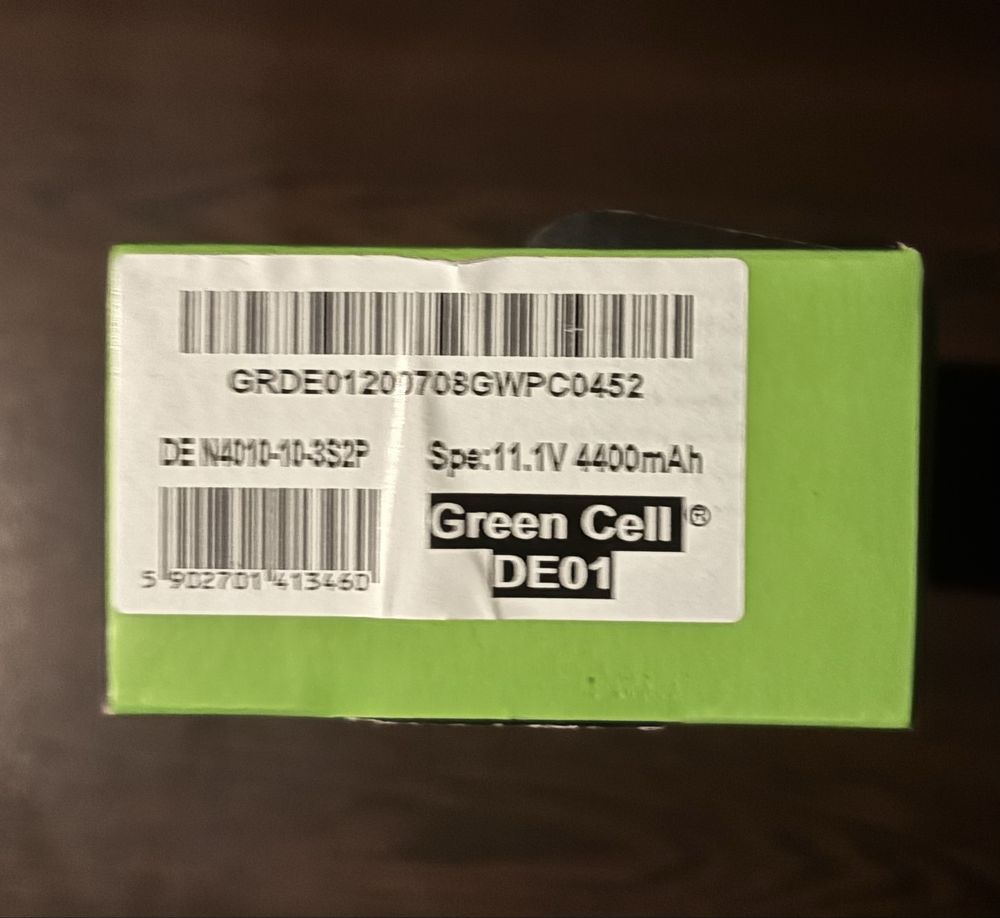 GRDE01200708GWPC0452
DE N4010-10-3S2P
Spe:11.1V 4400mAh
Green Cell ®
DE01
5 902701 413460